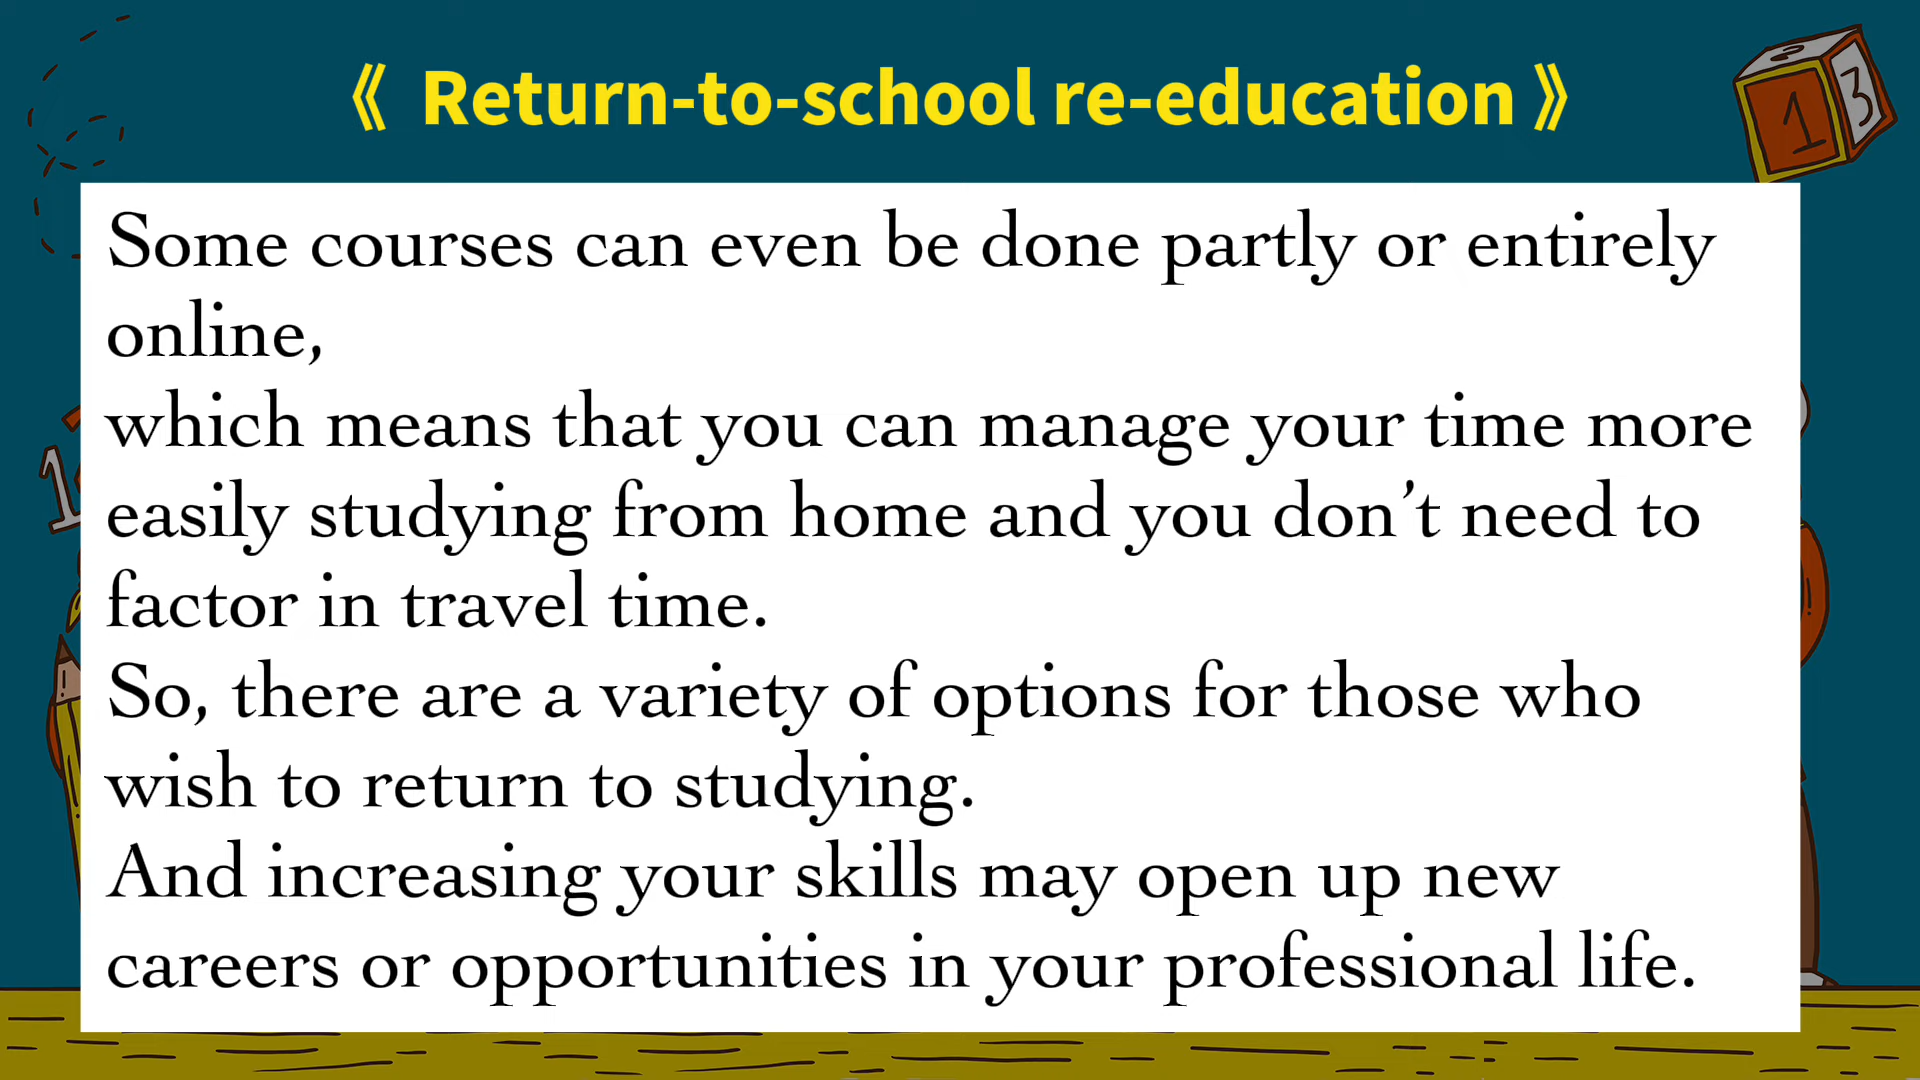 《 Return-to-school re-education 》
1
3
Some courses can even be done partly or entirely
online,
which means that you can manage your time more
easily studying from home and you don’t need to
factor in travel time.
So, there are a variety of options for those who
wish to return to studying.
And increasing your skills may open up new
careers or opportunities in your professional life.